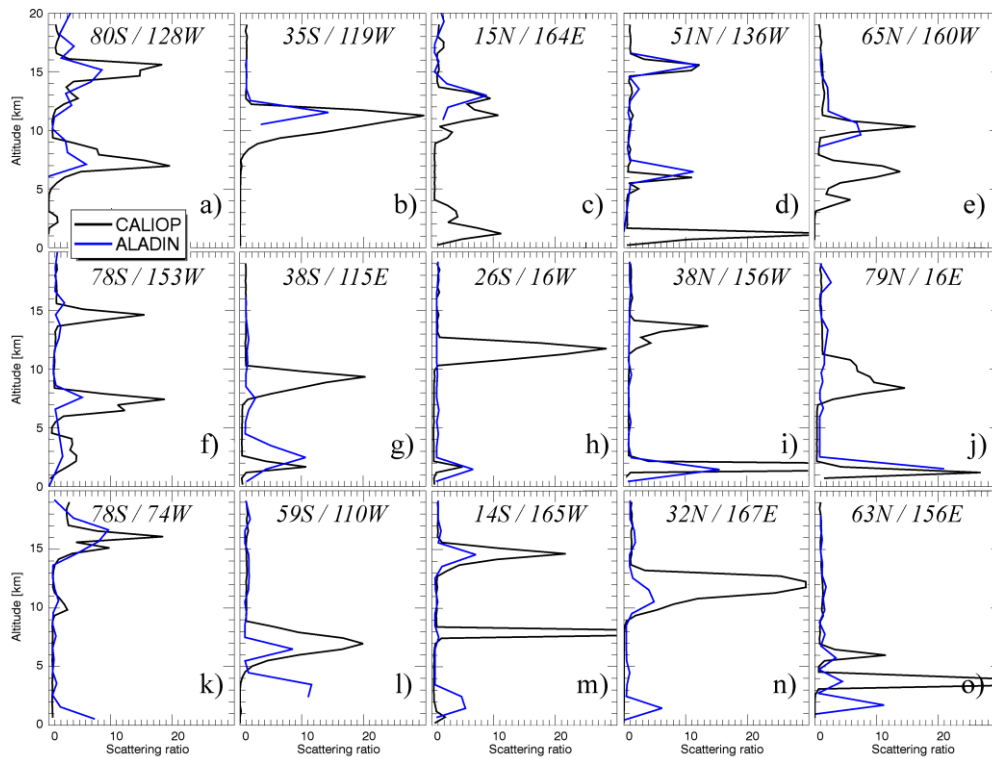 80S / 128W
35S / 119W
15N / 164E
51N / 136W
65N / 160W
20
15
10
5
0
Altitude [km]
a)
b)
c)
d)
e)
CALIOP
ALADIN
78S / 153W
38S / 115E
26S / 16W
38N / 156W
79N / 16E
15
10
5
0
Altitude [km]
f)
g)
h)
i)
j)
78S / 74W
59S / 110W
14S / 165W
32N / 167E
63N / 156E
15
10
5
0
Altitude [km]
k)
l)
m)
n)
o)
0 10 20
0 10 20
0 10 20
0 10 20
0 10 20
Scattering ratio
Scattering ratio
Scattering ratio
Scattering ratio
Scattering ratio